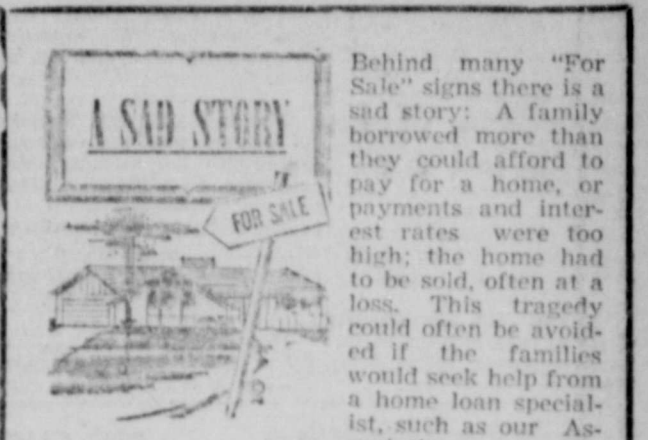 A SAD STORY
FOR SALE
Behind many "For
Sale" signs there is a
sad story: A family
borrowed more than
they could afford to
pay for a home, or
payments and inter-
est rates were too
high; the home had
to be sold, often at a
loss. This tragedy
could often be avoid-
ed if the families
would seek help from
a home loan special-
ist, such as our As-